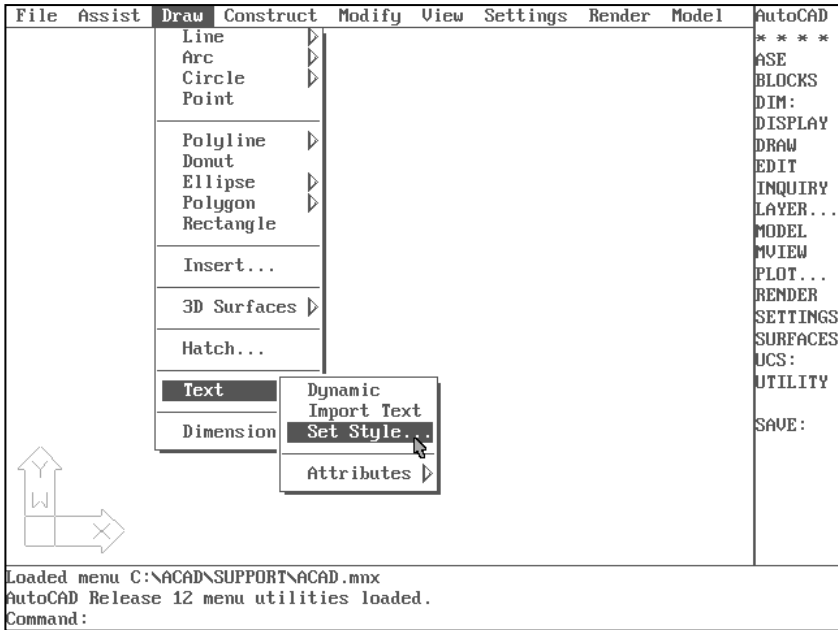 File Assist Draw Construct Modify View Settings Render Model
Line
Arc
Circle
Point
Polyline
Donut
Ellipse
Polygon
Rectangle
Insert...
3D Surfaces
Hatch...
Text
Dimension
Dynamic
Import Text
Set Style...
Attributes
Y
W
X
AutoCAD
* * * *
ASE
BLOCKS
DIM:
DISPLAY
DRAW
EDIT
INQUIRY
LAYER...
MODEL
MVIEW
PLOT...
RENDER
SETTINGS
SURFACES
UCS:
UTILITY
SAVE:
Loaded menu C:\ACAD\SUPPORT\ACAD.mnx
AutoCAD Release 12 menu utilities loaded.
Command: